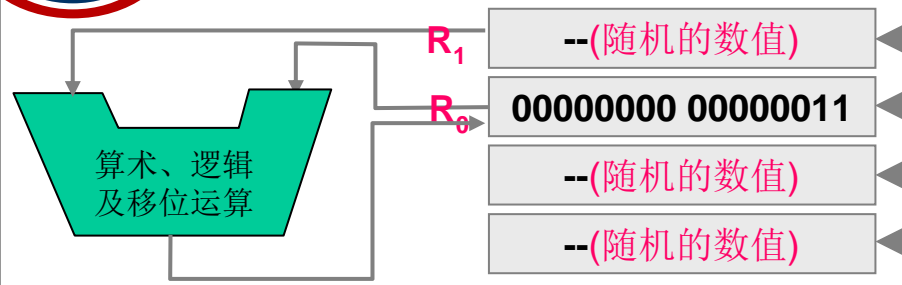 R1 --(随机的数值)
R0 00000000 00000011
算术、逻辑
及移位运算
--(随机的数值)
--(随机的数值)